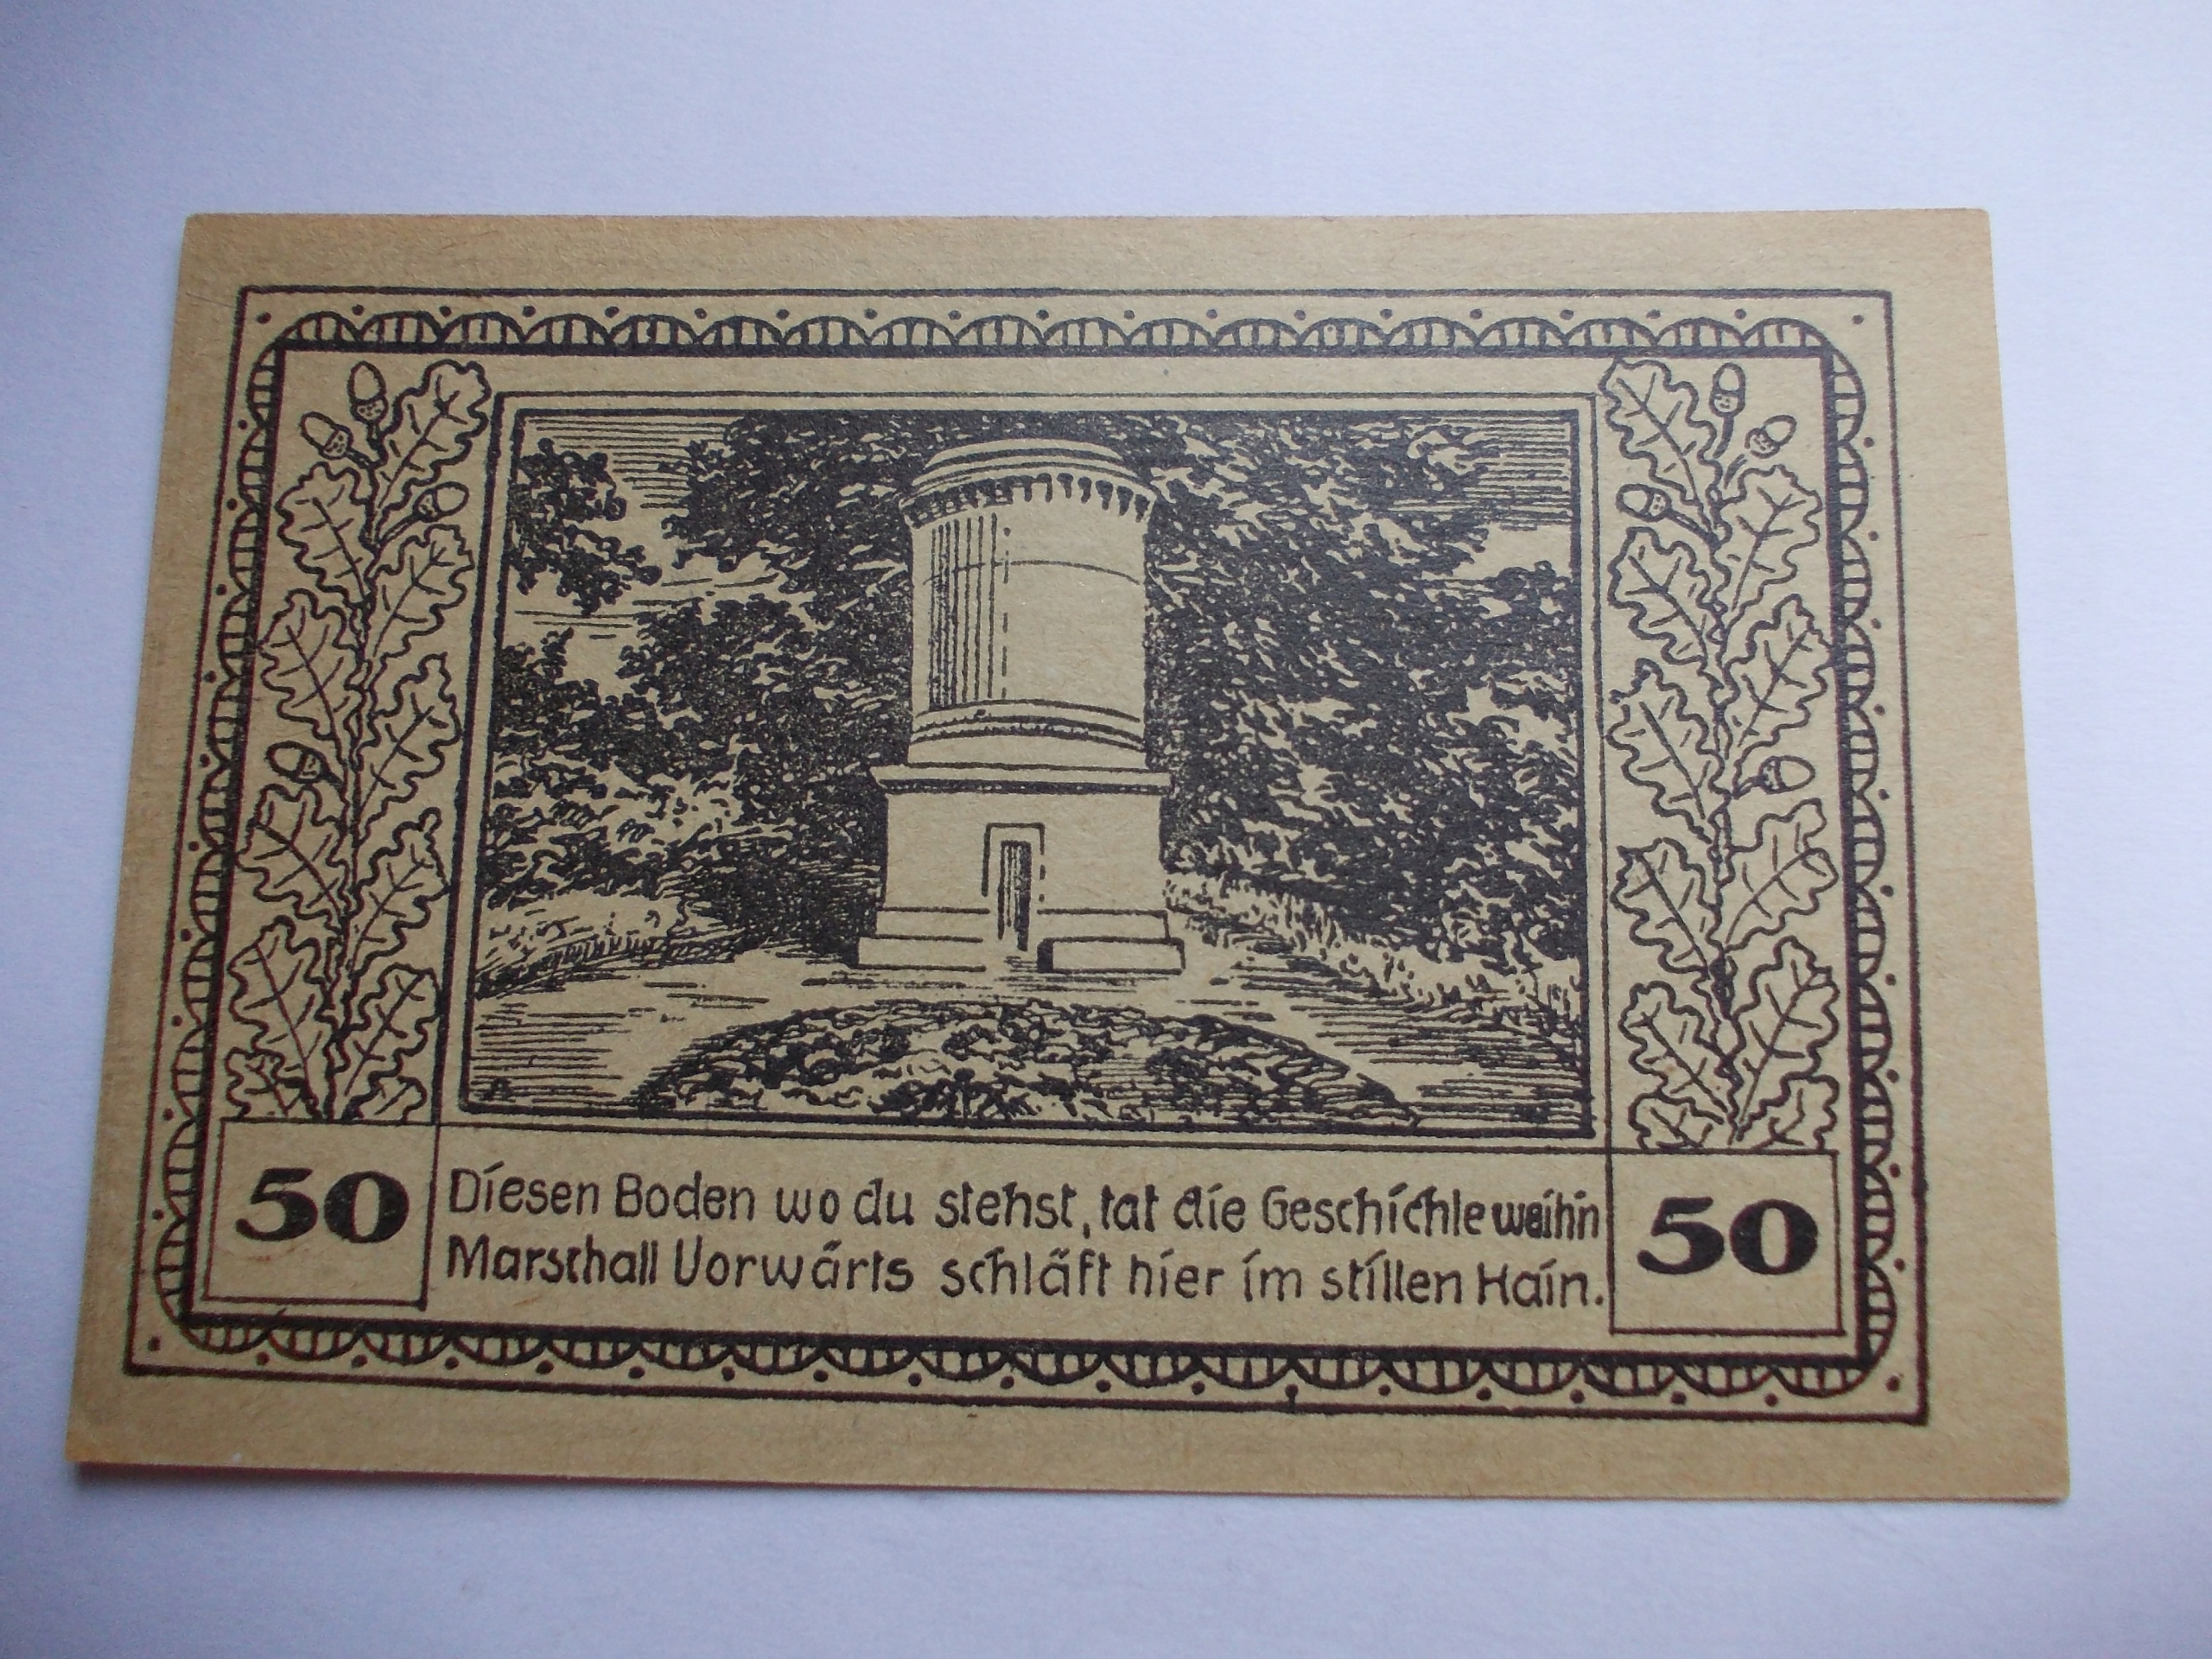 50
Diesen Boden wo du stehst, tat die Geschichte weihn
Marschall Vorwärts schläft hier im stillen Hain.
50